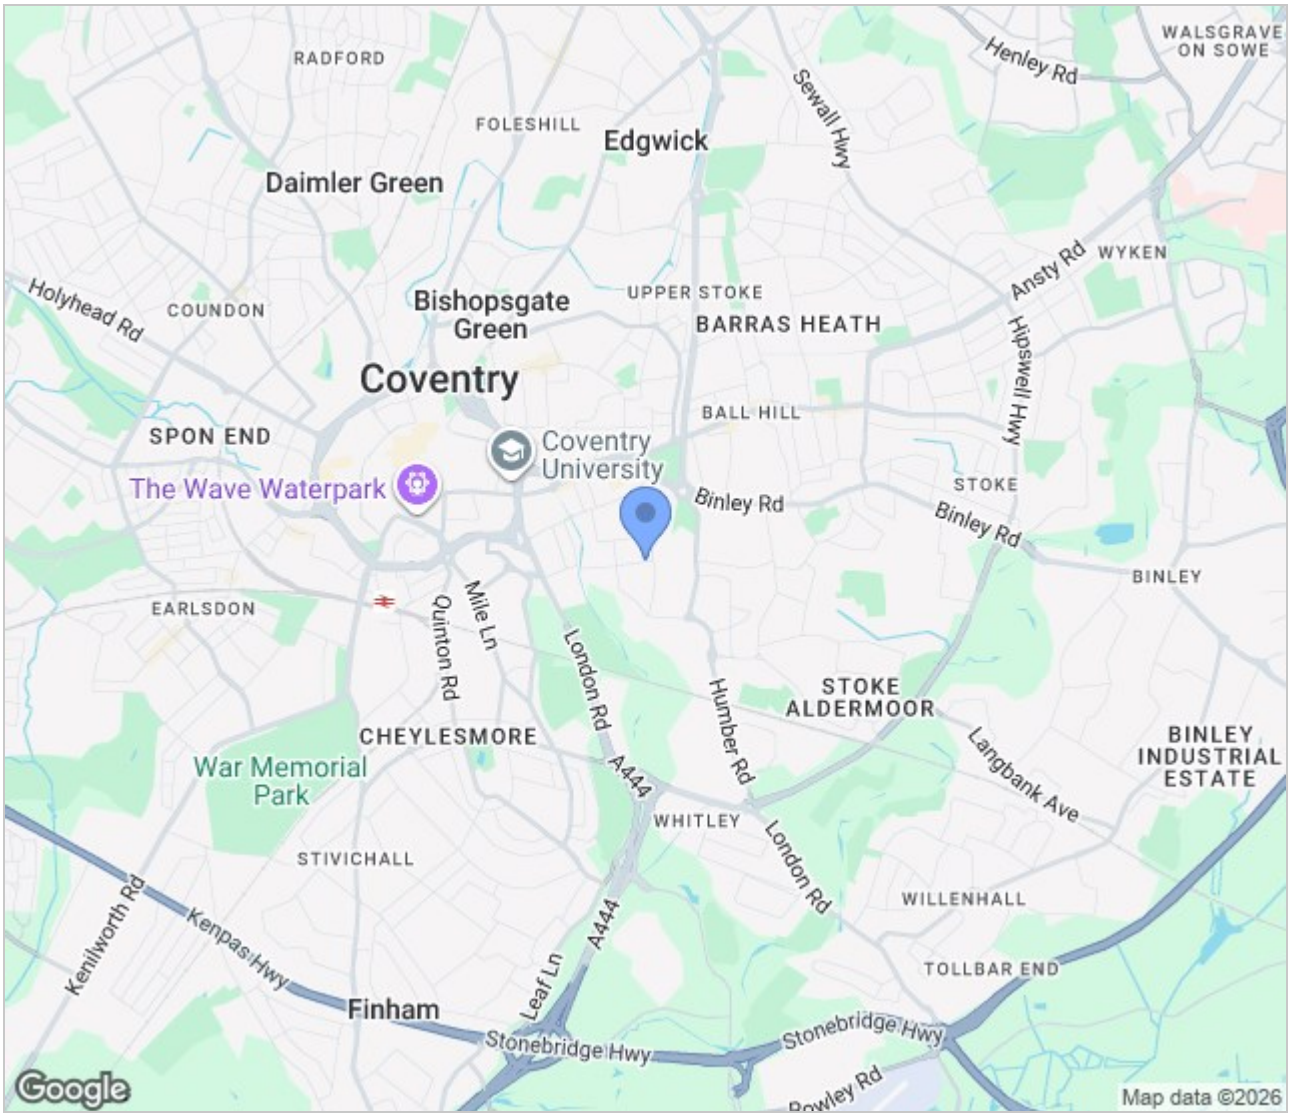 WALSGRAVE
ON SOWE
Henley Rd
RADFORD
Sewall Hwy
FOLESHILL
Edgwick
Daimler Green
WYKEN
Ansty Rd
Holyhead Rd
COUNDON
Bishopsgate
Green
UPPER STOKE
BARRAS HEATH
Hipswell Hwy
Coventry
BALL HILL
SPON END
Coventry
University
The Wave Waterpark
Binley Rd
STOKE
Binley Rd
BINLEY
EARLSDON
Mile Ln
Quinton Rd
London Rd
Humber Rd
STOKE
ALDERMOOR
CHEYLESMORE
Langbank Ave
BINLEY
INDUSTRIAL
ESTATE
War Memorial
Park
A444
WHITLEY
London Rd
STIVICHALL
WILLENHALL
Kenilworth Rd
Kenpas Hwy
A444
Leaf Ln
TOLLBAR END
Finham
Stonebridge Hwy
Stonebridge Hwy
Rowley Rd
Google
Map data ©2026